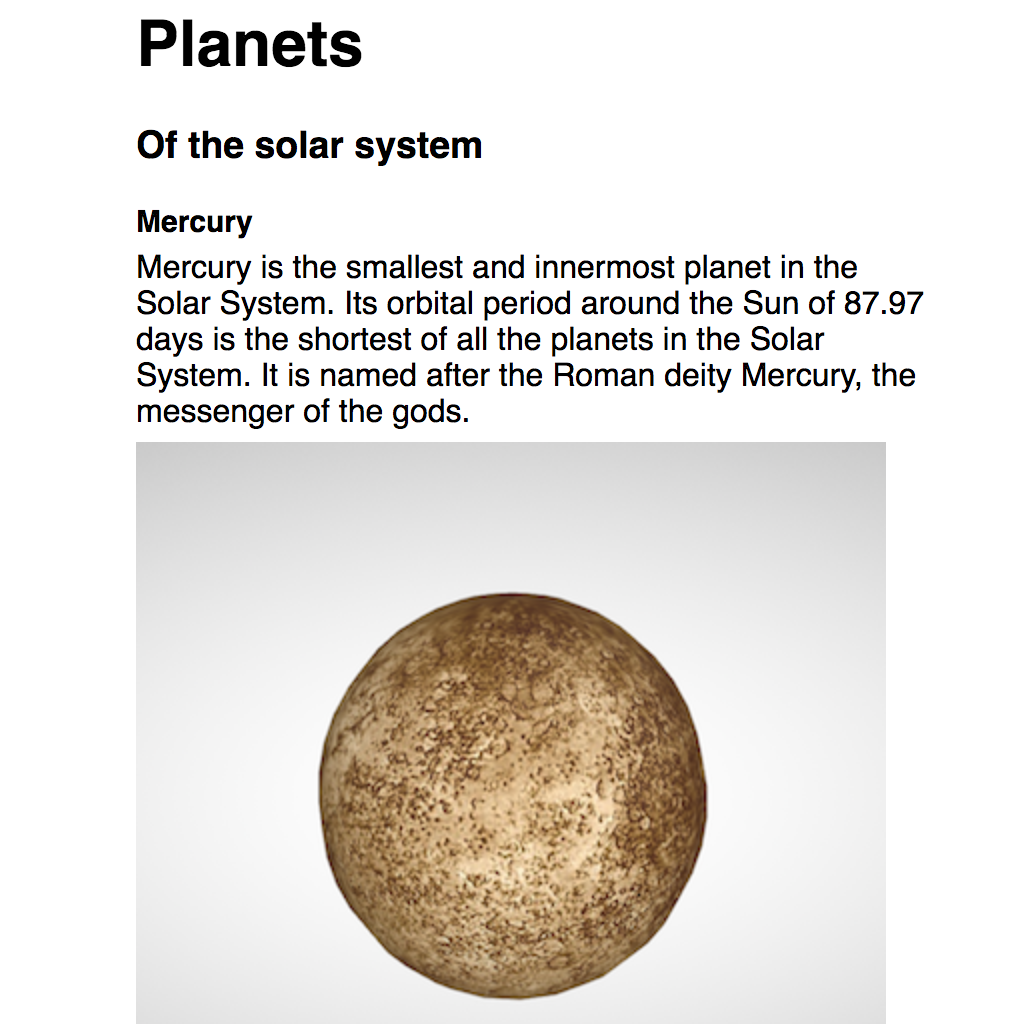 Planets
Of the solar system
Mercury
Mercury is the smallest and innermost planet in the
Solar System. Its orbital period around the Sun of 87.97
days is the shortest of all the planets in the Solar
System. It is named after the Roman deity Mercury, the
messenger of the gods.